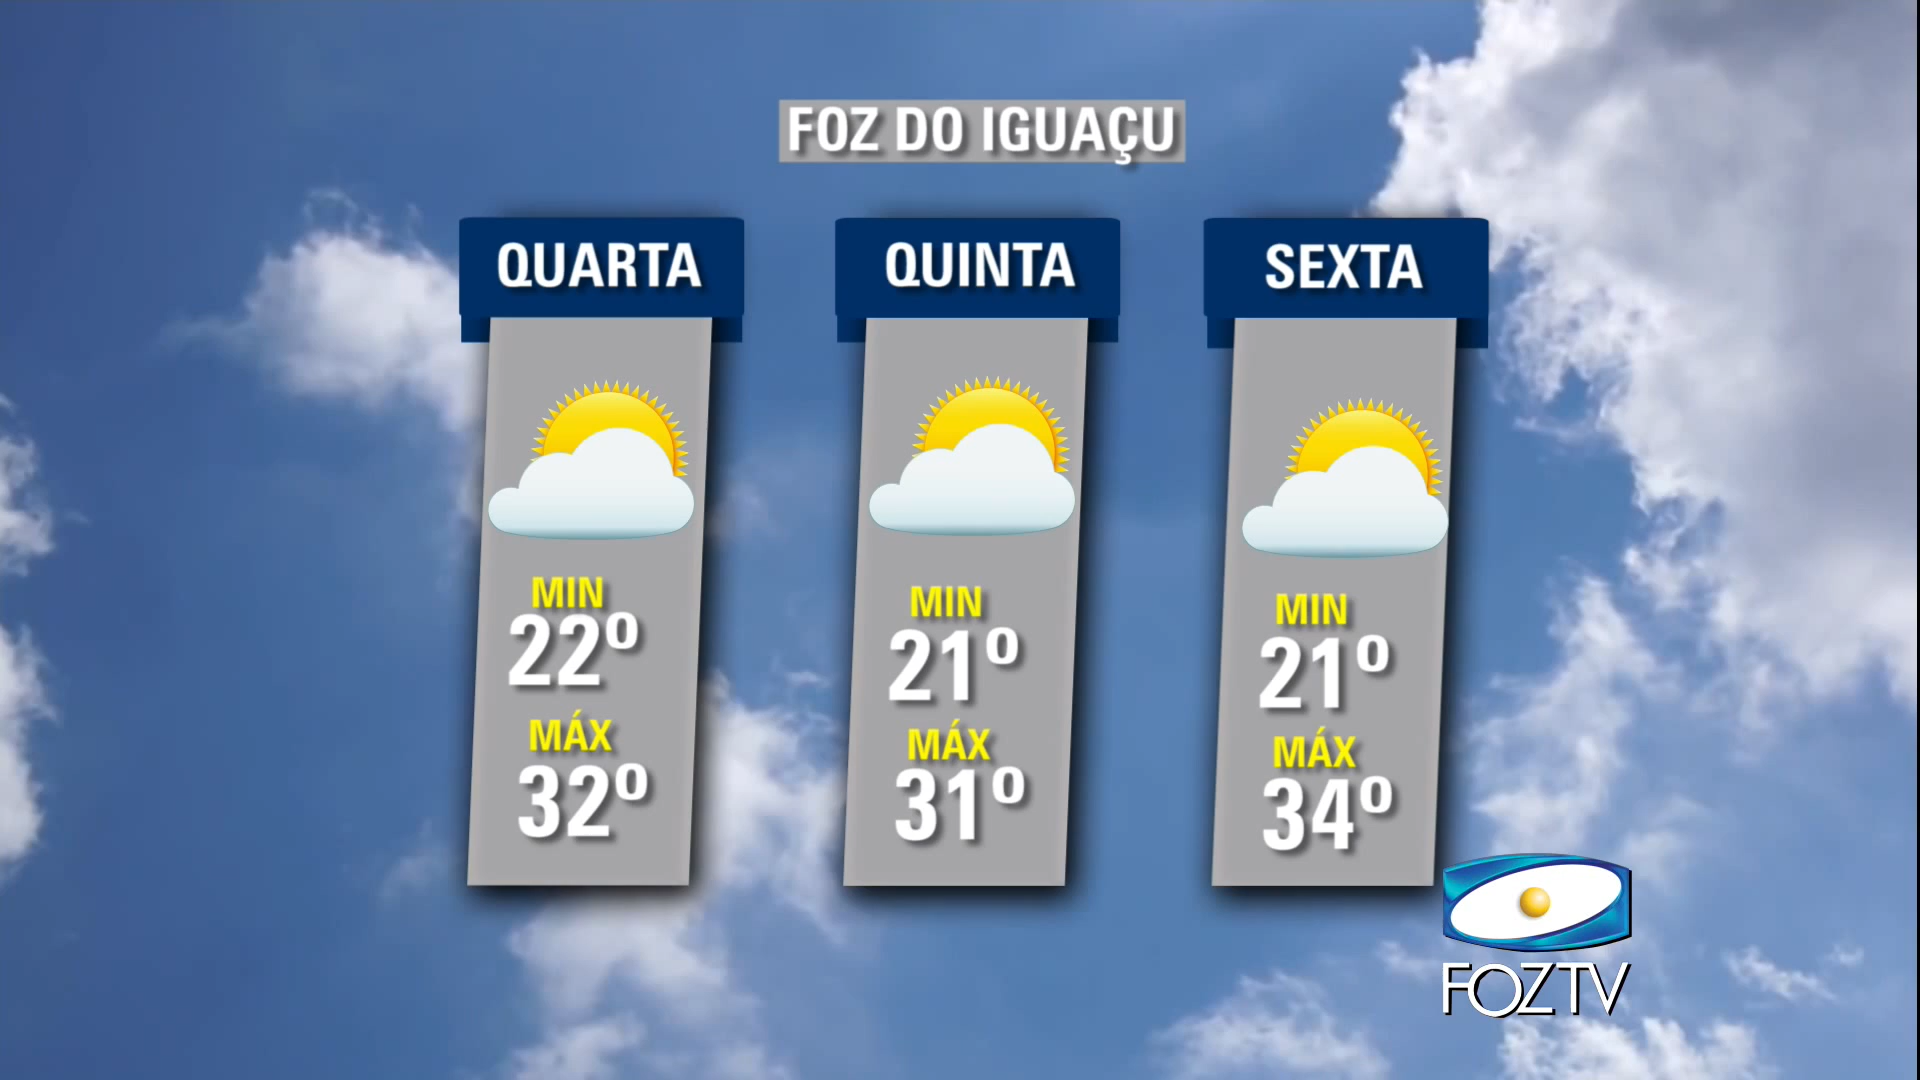 FOZ DO IGUAÇU
QUARTA
MIN
22º
MÁX
32º
QUINTA
MIN
21º
MÁX
31º
SEXTA
MIN
21º
MÁX
34º
FOZTV